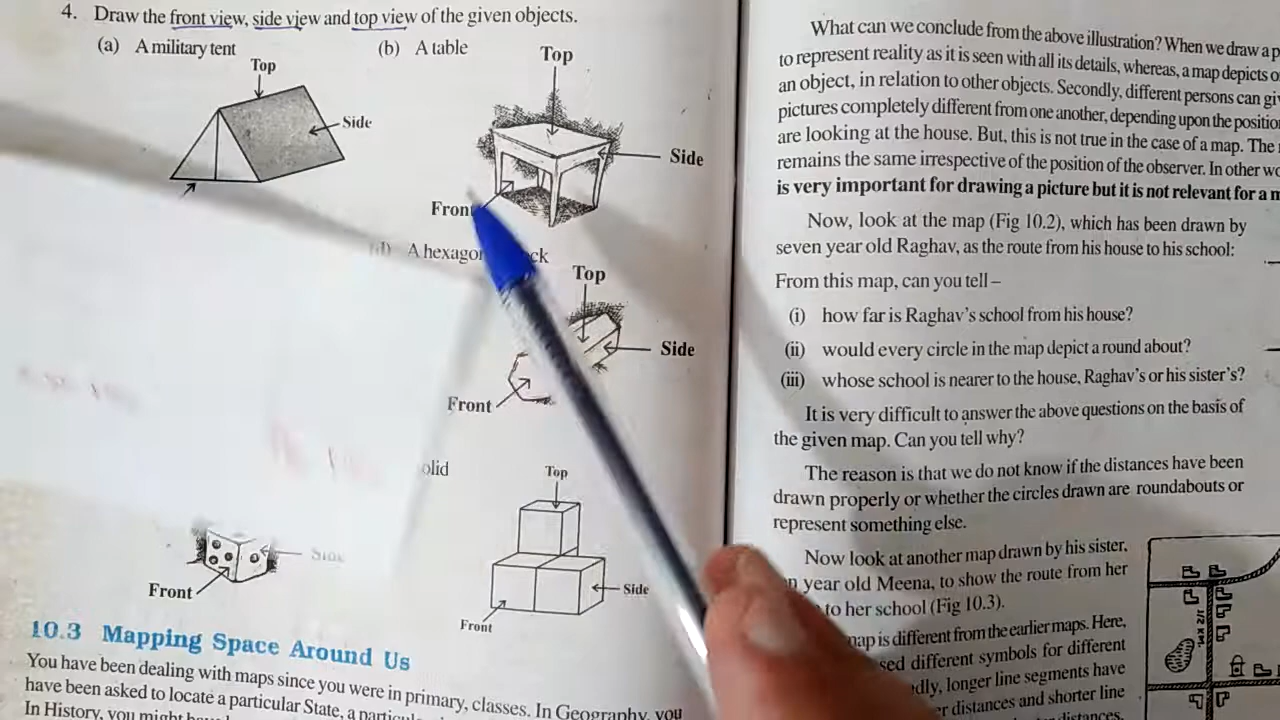 4. Draw the front view, side view and top view of the given objects.
(a) A military tent
(b) A table
Top
Side
Top
Side
Front
A
Top
Side
Front
olid
Top
Side
Front
Side
Front
10.3 Mapping Space Around Us
You have been dealing with maps since you were in primary, classes. In Geography, you
have been asked to locate a particular State, a
In History, you
What can we conclude from the above illustration? When we draw a
to represent reality as it is seen with all its details, whereas, a map depicts
an object, in relation to other objects. Secondly, different persons can
pictures completely different from one another, depending upon the
are looking at the house. But, this is not true in the case of a map. The
remains the same irrespective of the position of the observer. In other
is very important for drawing a picture but it is not relevant for a
Now, look at the map (Fig 10.2), which has been drawn by
seven year old Raghav, as the route from his house to his school:
From this map, can you tell –
(i) how far is Raghav's school from his house?
(ii) would every circle in the map depict a round about?
(iii) whose school is nearer to the house, Raghav's or his sister's?
It is very difficult to answer the above questions on the basis of
the given map. Can you tell why?
The reason is that we do not know if the distances have been
drawn properly or whether the circles drawn are roundabouts or
represent something else.
Now look at another map drawn by his sister,
year old Meena, to show the route from her
to her school (Fig 10.3).
map is different from the earlier maps. Here,
different symbols for different
longer line segments have
distances and shorter line
distances.
1/2 KM.